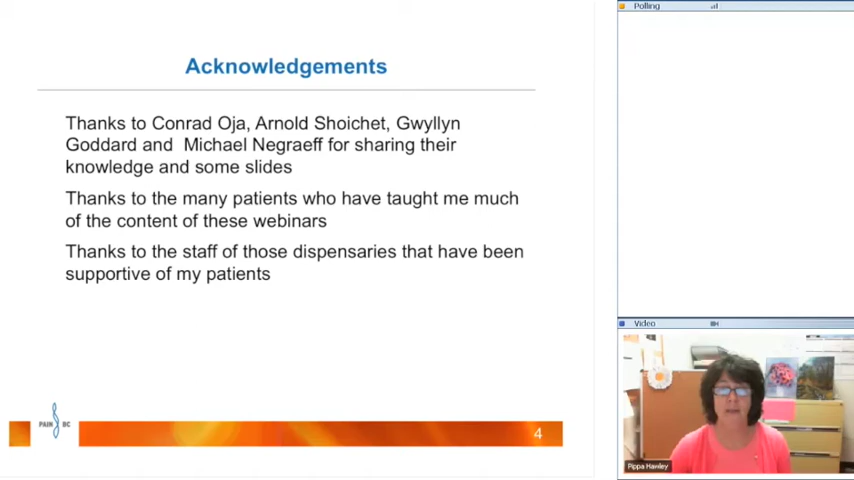 Acknowledgements
Thanks to Conrad Oja, Arnold Shoichet, Gwyllyn
Goddard and Michael Negraeff for sharing their
knowledge and some slides
Thanks to the many patients who have taught me much
of the content of these webinars
Thanks to the staff of those dispensaries that have been
supportive of my patients
PAIN BC
4
Polling
Video
Pippa Hawley